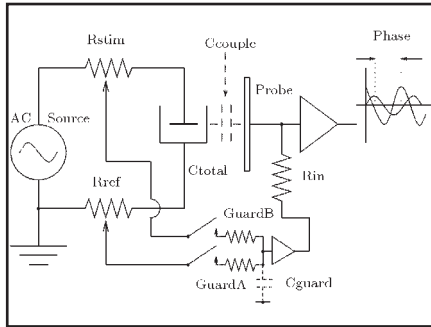 Rstim
Ccouple
Phase
Probe
AC Source
Ctotal
Rref
Rin
GuardB
GuardA
Cguard